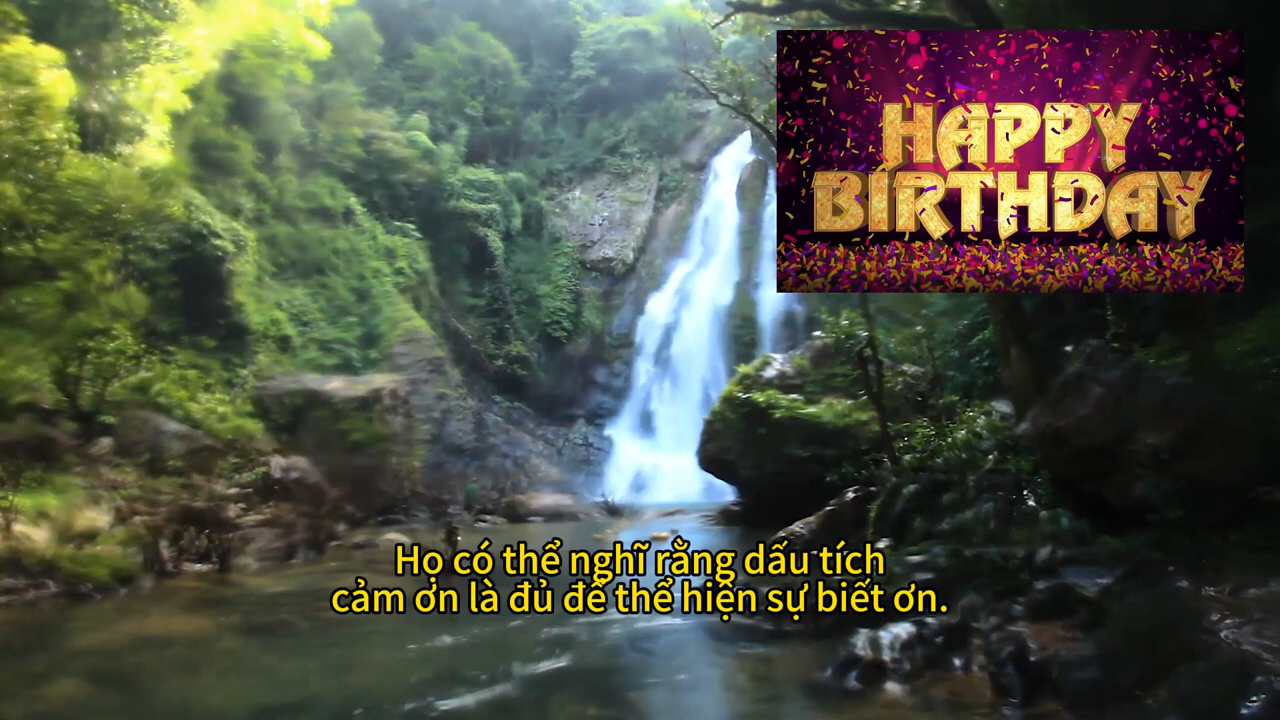 HAPPY
BIRTHDAY
Họ có thể nghĩ rằng dấu tích
cảm ơn là đủ để thể hiện sự biết ơn.